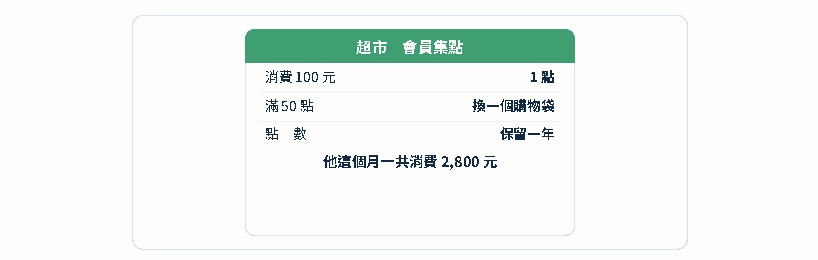 超市　會員集點
消費 100 元　1 點
滿 50 點　換一個購物袋
點　數　保留一年
他這個月一共消費 2,800 元